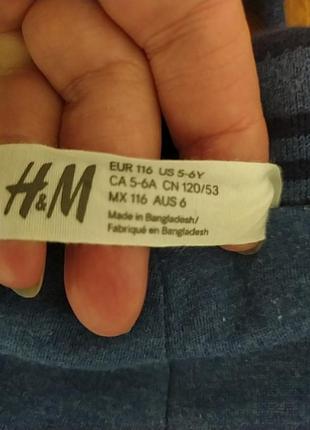 H&M
EUR 116 US 5-6Y
CA 5-6A CN 120/53
MX 116 AUS 6
Made in Bangladesh/
Fabriqué en Bangladesh